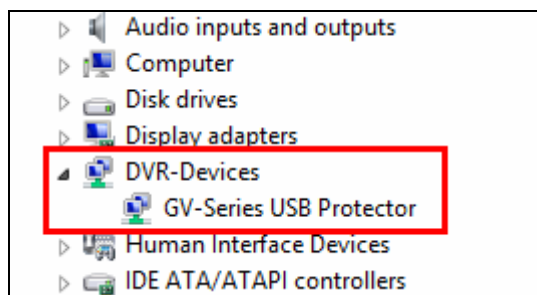 Audio inputs and outputs
Computer
Disk drives
Display adapters
DVR-Devices
GV-Series USB Protector
Human Interface Devices
IDE ATA/ATAPI controllers